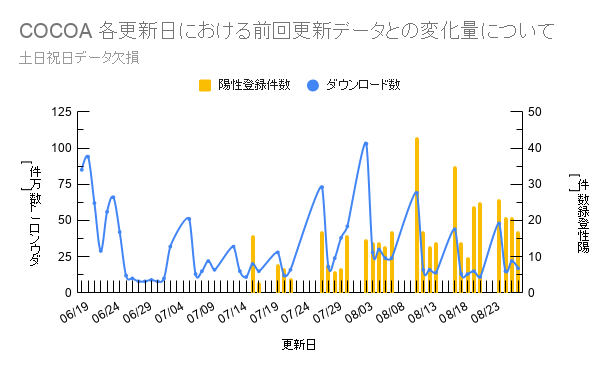 COCOA 各更新日における前回更新データとの変化量について
土日祝日データ欠損
陽性登録件数 ダウンロード数
125 50
100 40
75 30
50 20
25 10
0 0
ダウンロード数[万件]
陽性登録数[件]
06/19 06/24 06/29 07/04 07/09 07/14 07/19 07/24 07/29 08/03 08/08 08/13 08/18 08/23
更新日